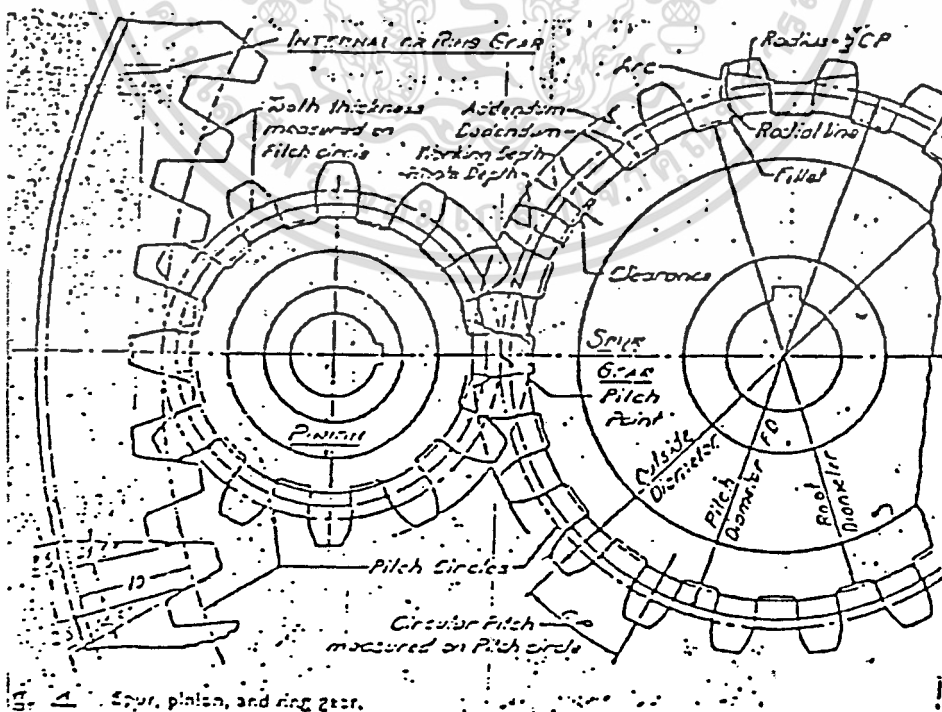 INTERNAL OR RING GEAR
Tooth thickness
measured on
Pitch circle
Addendum
Dedendum
Working Depth
Depth
Arc
Radius
CP
Radial line
Fillet
Clearance
SPUR
GEAR
Pitch
Point
PINION
Outside
Diameter
Pitch
Diameter
PD
Root
Diameter
Pitch Circles
Circular Pitch
measured on Pitch circle
Spur, pinion, and ring gear.